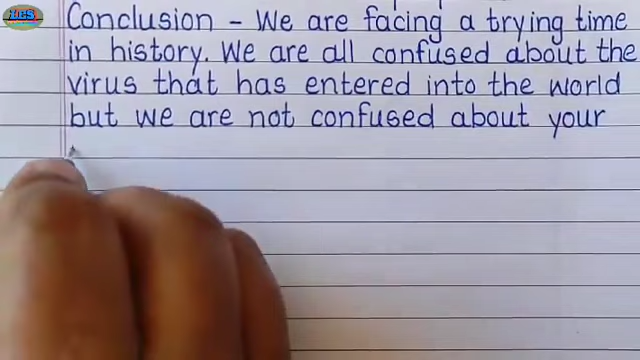 Conclusion - We are facing a trying time
in history. We are all confused about the
virus that has entered into the world
but we are not confused about your